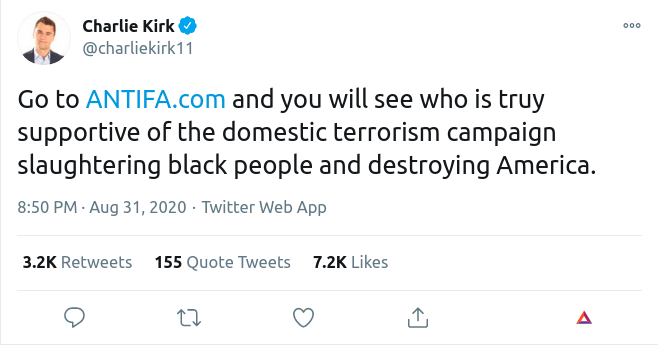 Charlie Kirk
@charliekirk11
Go to ANTIFA.com and you will see who is truy
supportive of the domestic terrorism campaign
slaughtering black people and destroying America.
8:50 PM · Aug 31, 2020 · Twitter Web App
3.2K Retweets 155 Quote Tweets 7.2K Likes